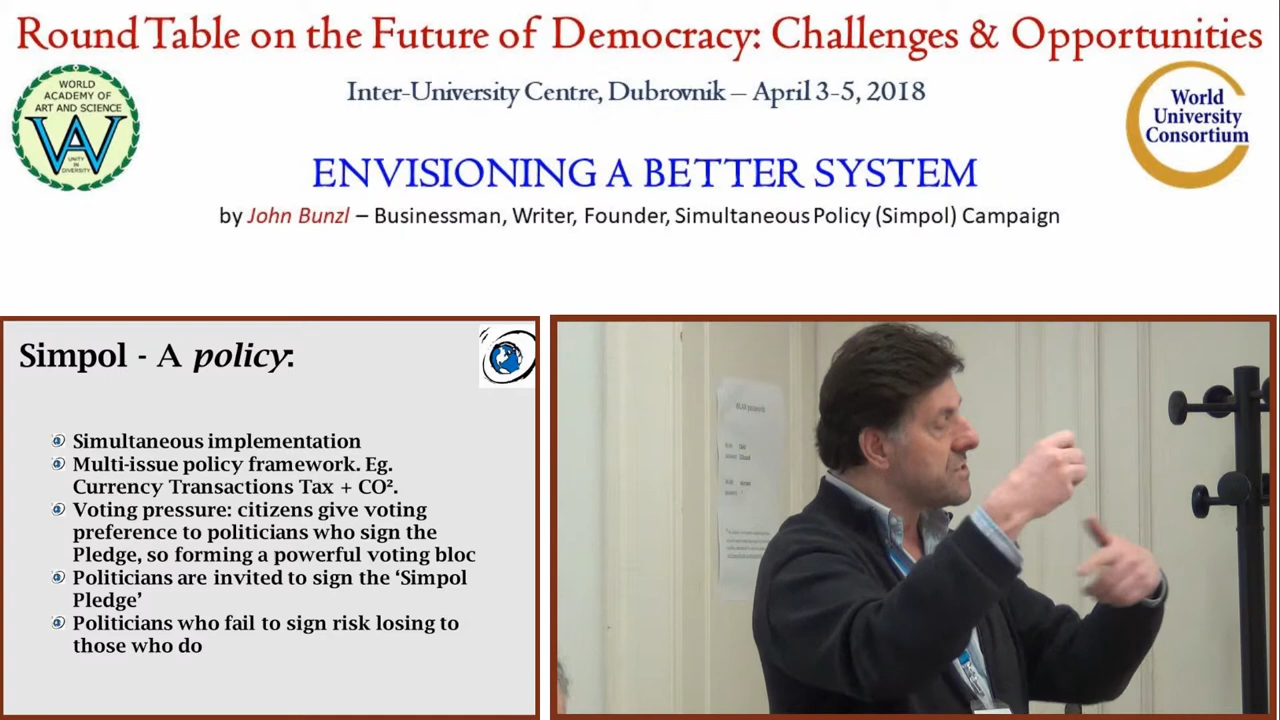 Round Table on the Future of Democracy: Challenges & Opportunities
Inter-University Centre, Dubrovnik – April 3-5, 2018
WORLD
ACADEMY OF
ART AND SCIENCE
UNITY
IN
DIVERSITY
World
University
Consortium
ENVISIONING A BETTER SYSTEM
by John Bunzl – Businessman, Writer, Founder, Simultaneous Policy (Simpol) Campaign
Simpol - A policy:
Simultaneous implementation
Multi-issue policy framework. Eg.
Currency Transactions Tax + CO².
Voting pressure: citizens give voting
preference to politicians who sign the
Pledge, so forming a powerful voting bloc
Politicians are invited to sign the ‘Simpol
Pledge’
Politicians who fail to sign risk losing to
those who do